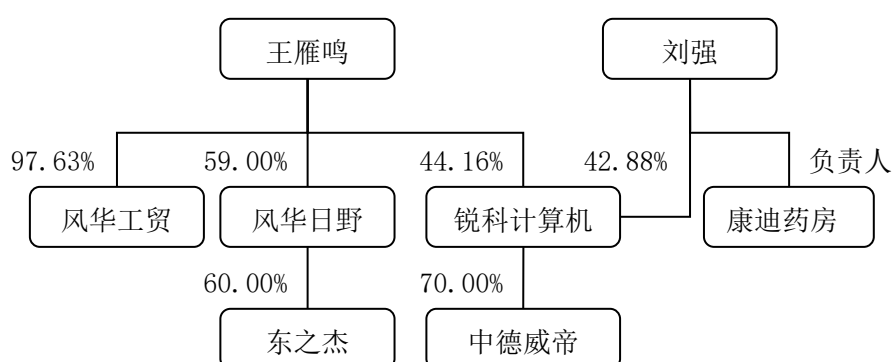 王雁鸣 刘强
97.63% 59.00% 44.16% 42.88% 负责人
风华工贸 风华日野 锐科计算机 康迪药房
60.00% 70.00%
东之杰 中德威帝